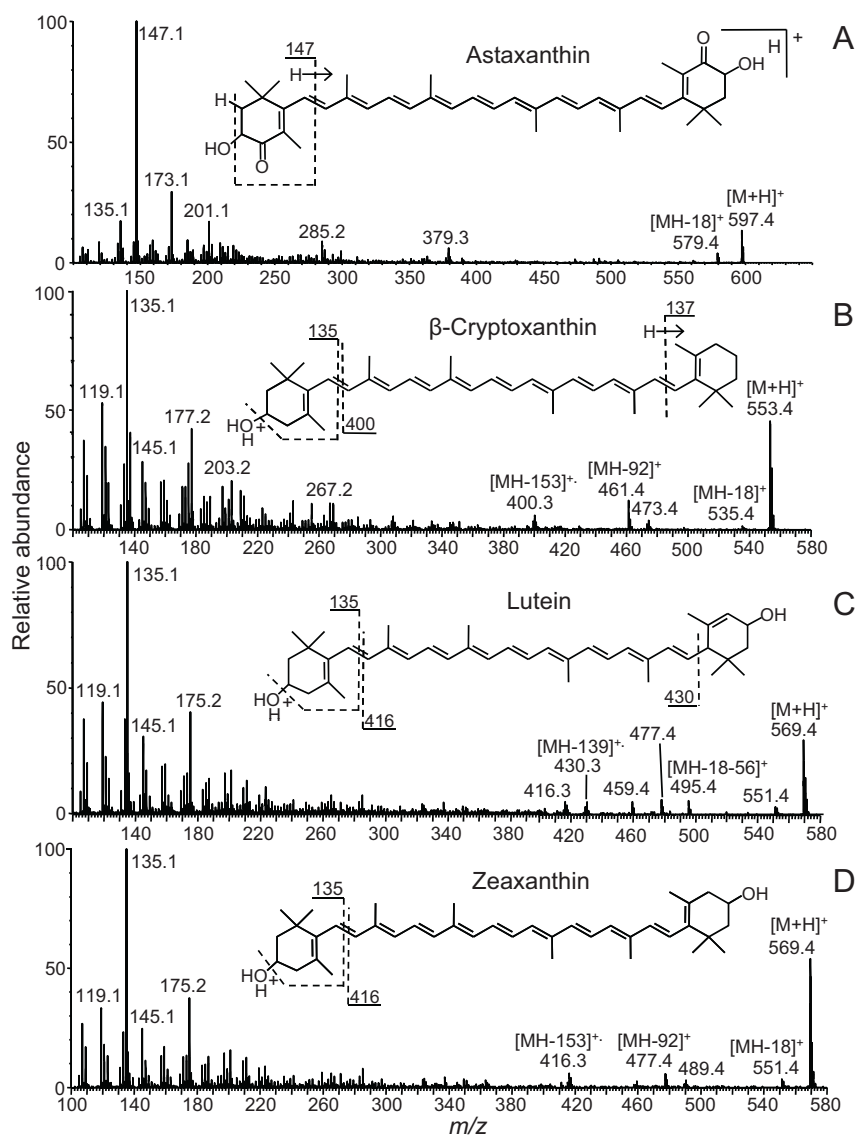 A
100
147.1
147
H
Astaxanthin
O
OH
H
+
H
HO
O
50
173.1
135.1
201.1
285.2
379.3
[MH-18]+
579.4
[M+H]+
597.4
0
150 200 250 300 350 400 450 500 550 600
B
100
135.1
β-Cryptoxanthin
135
137
H
119.1
50
177.2
145.1
203.2
267.2
HO
H
+
400
[M+H]+
553.4
[MH-153]+·
400.3
[MH-92]+
461.4
473.4
[MH-18]+
535.4
0
140 180 220 260 300 340 380 420 460 500 540 580
Relative abundance
C
100
135.1
Lutein
135
OH
HO
H
+
416
430
50
119.1
145.1
175.2
[M+H]+
569.4
477.4
[MH-139]+·
430.3
416.3
459.4
[MH-18-56]+
495.4
551.4
0
140 180 220 260 300 340 380 420 460 500 540 580
D
100
135.1
Zeaxanthin
135
OH
HO
H
+
416
50
119.1
145.1
175.2
[M+H]+
569.4
[MH-153]+·
416.3
[MH-92]+
477.4
489.4
[MH-18]+
551.4
0
100 140 180 220 260 300 340 380 420 460 500 540 580
m/z